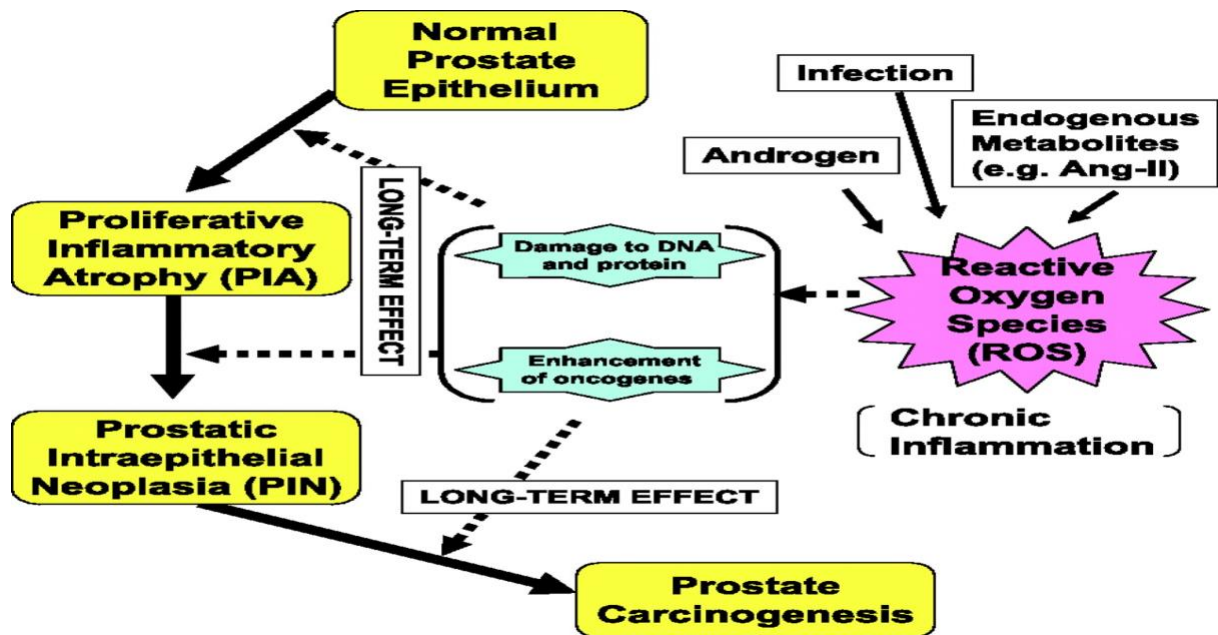 Normal
Prostate
Epithelium
Infection
Endogenous
Metabolites
(e.g. Ang-II)
Androgen
LONG-TERM EFFECT
Proliferative
Inflammatory
Atrophy (PIA)
Damage to DNA
and protein
Reactive
Oxygen
Species
(ROS)
Enhancement
of oncogenes
Chronic
Inflammation
Prostatic
Intraepithelial
Neoplasia (PIN)
LONG-TERM EFFECT
Prostate
Carcinogenesis